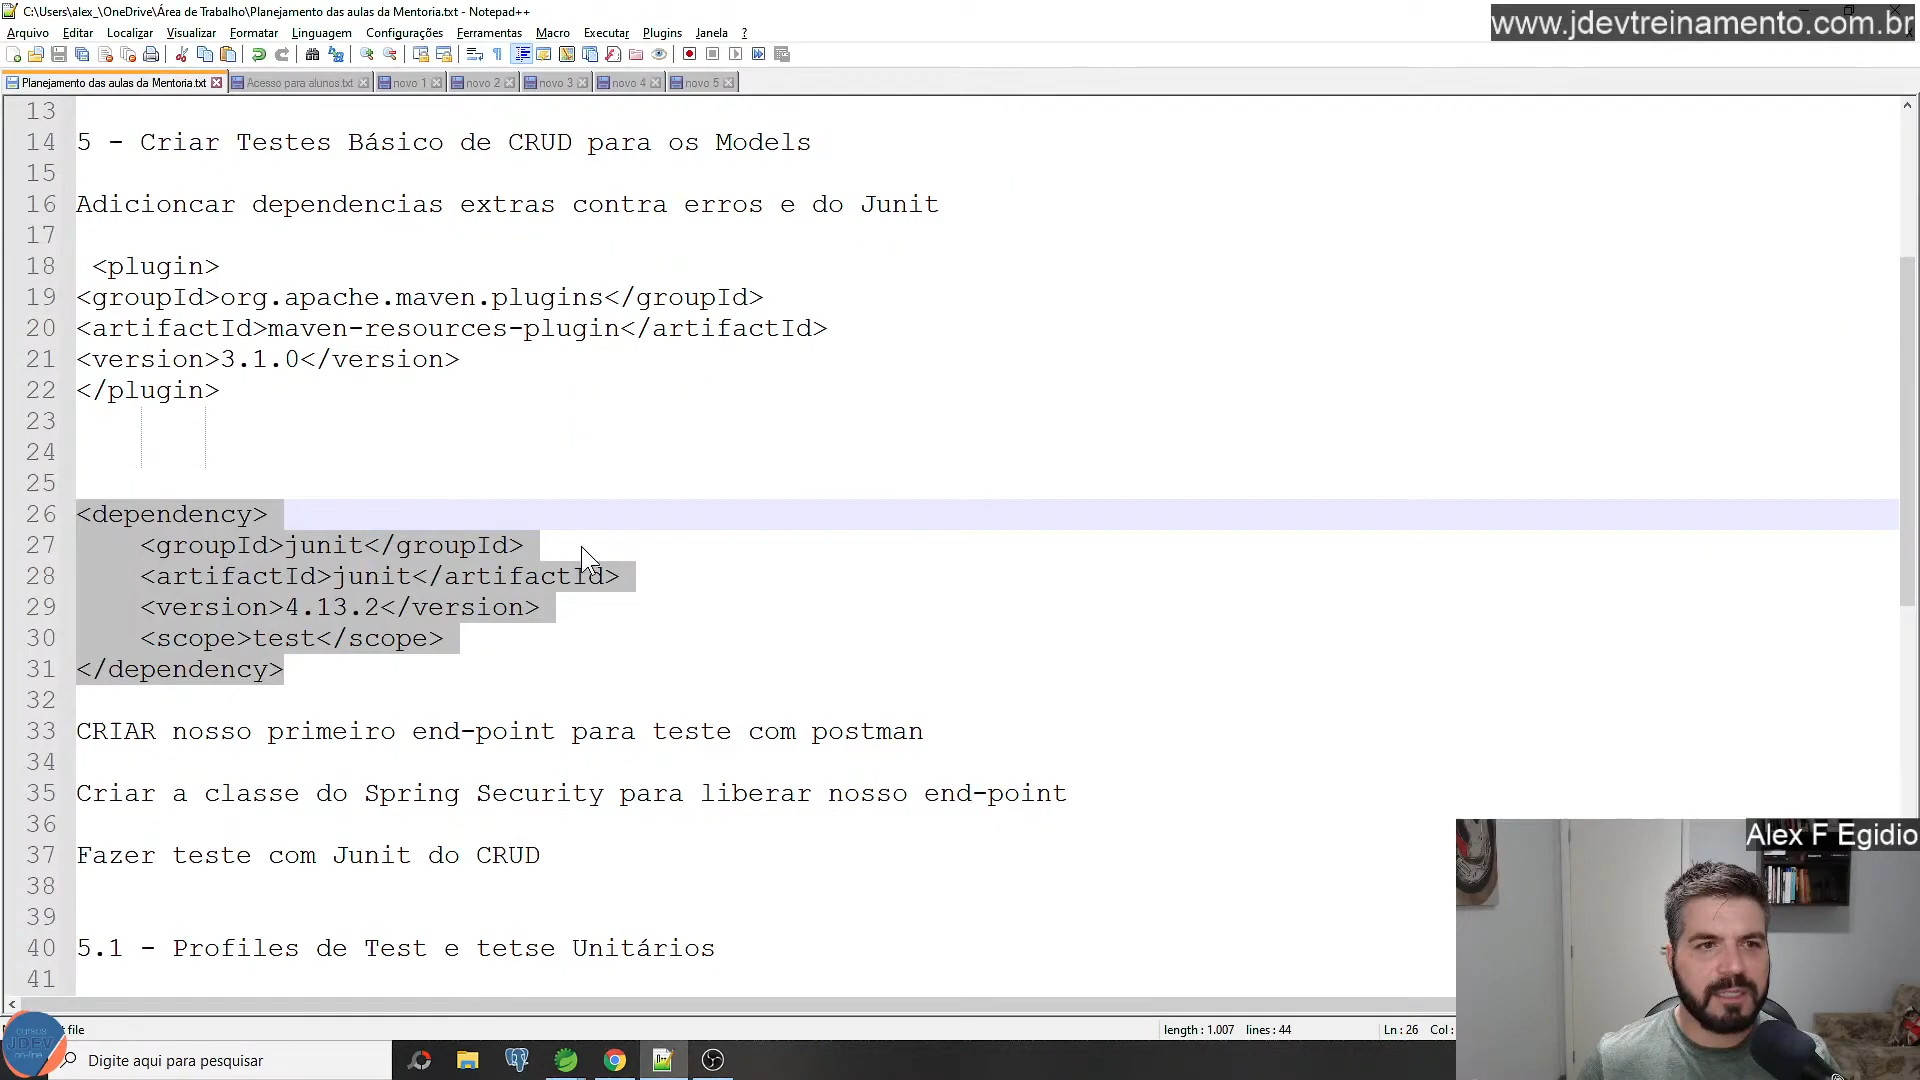 C:\Users\alex_\OneDrive\Área de Trabalho\Planejamento das aulas da Mentoria.txt - Notepad++
www.jdevtreinamento.com.br
Arquivo Editar Localizar Visualizar Formatar Linguagem Configurações Ferramentas Macro Executar Plugins Janela ?
Planejamento das aulas da Mentoria.txt Acesso para alunos.txt novo 1 novo 2 novo 3 novo 4 novo 5
13
14 5 - Criar Testes Básico de CRUD para os Models
15
16 Adicioncar dependencias extras contra erros e do Junit
17
18 <plugin>
19 <groupId>org.apache.maven.plugins</groupId>
20 <artifactId>maven-resources-plugin</artifactId>
21 <version>3.1.0</version>
22 </plugin>
23
24
25
26 <dependency>
27 <groupId>junit</groupId>
28 <artifactId>junit</artifactId>
29 <version>4.13.2</version>
30 <scope>test</scope>
31 </dependency>
32
33 CRIAR nosso primeiro end-point para teste com postman
34
35 Criar a classe do Spring Security para liberar nosso end-point
36
37 Fazer teste com Junit do CRUD
38
39
40 5.1 - Profiles de Test e tetse Unitários
41
Alex F Egidio
file length : 1.007 lines : 44 Ln : 26 Col :
cursos
JDEV
on-line
Digite aqui para pesquisar